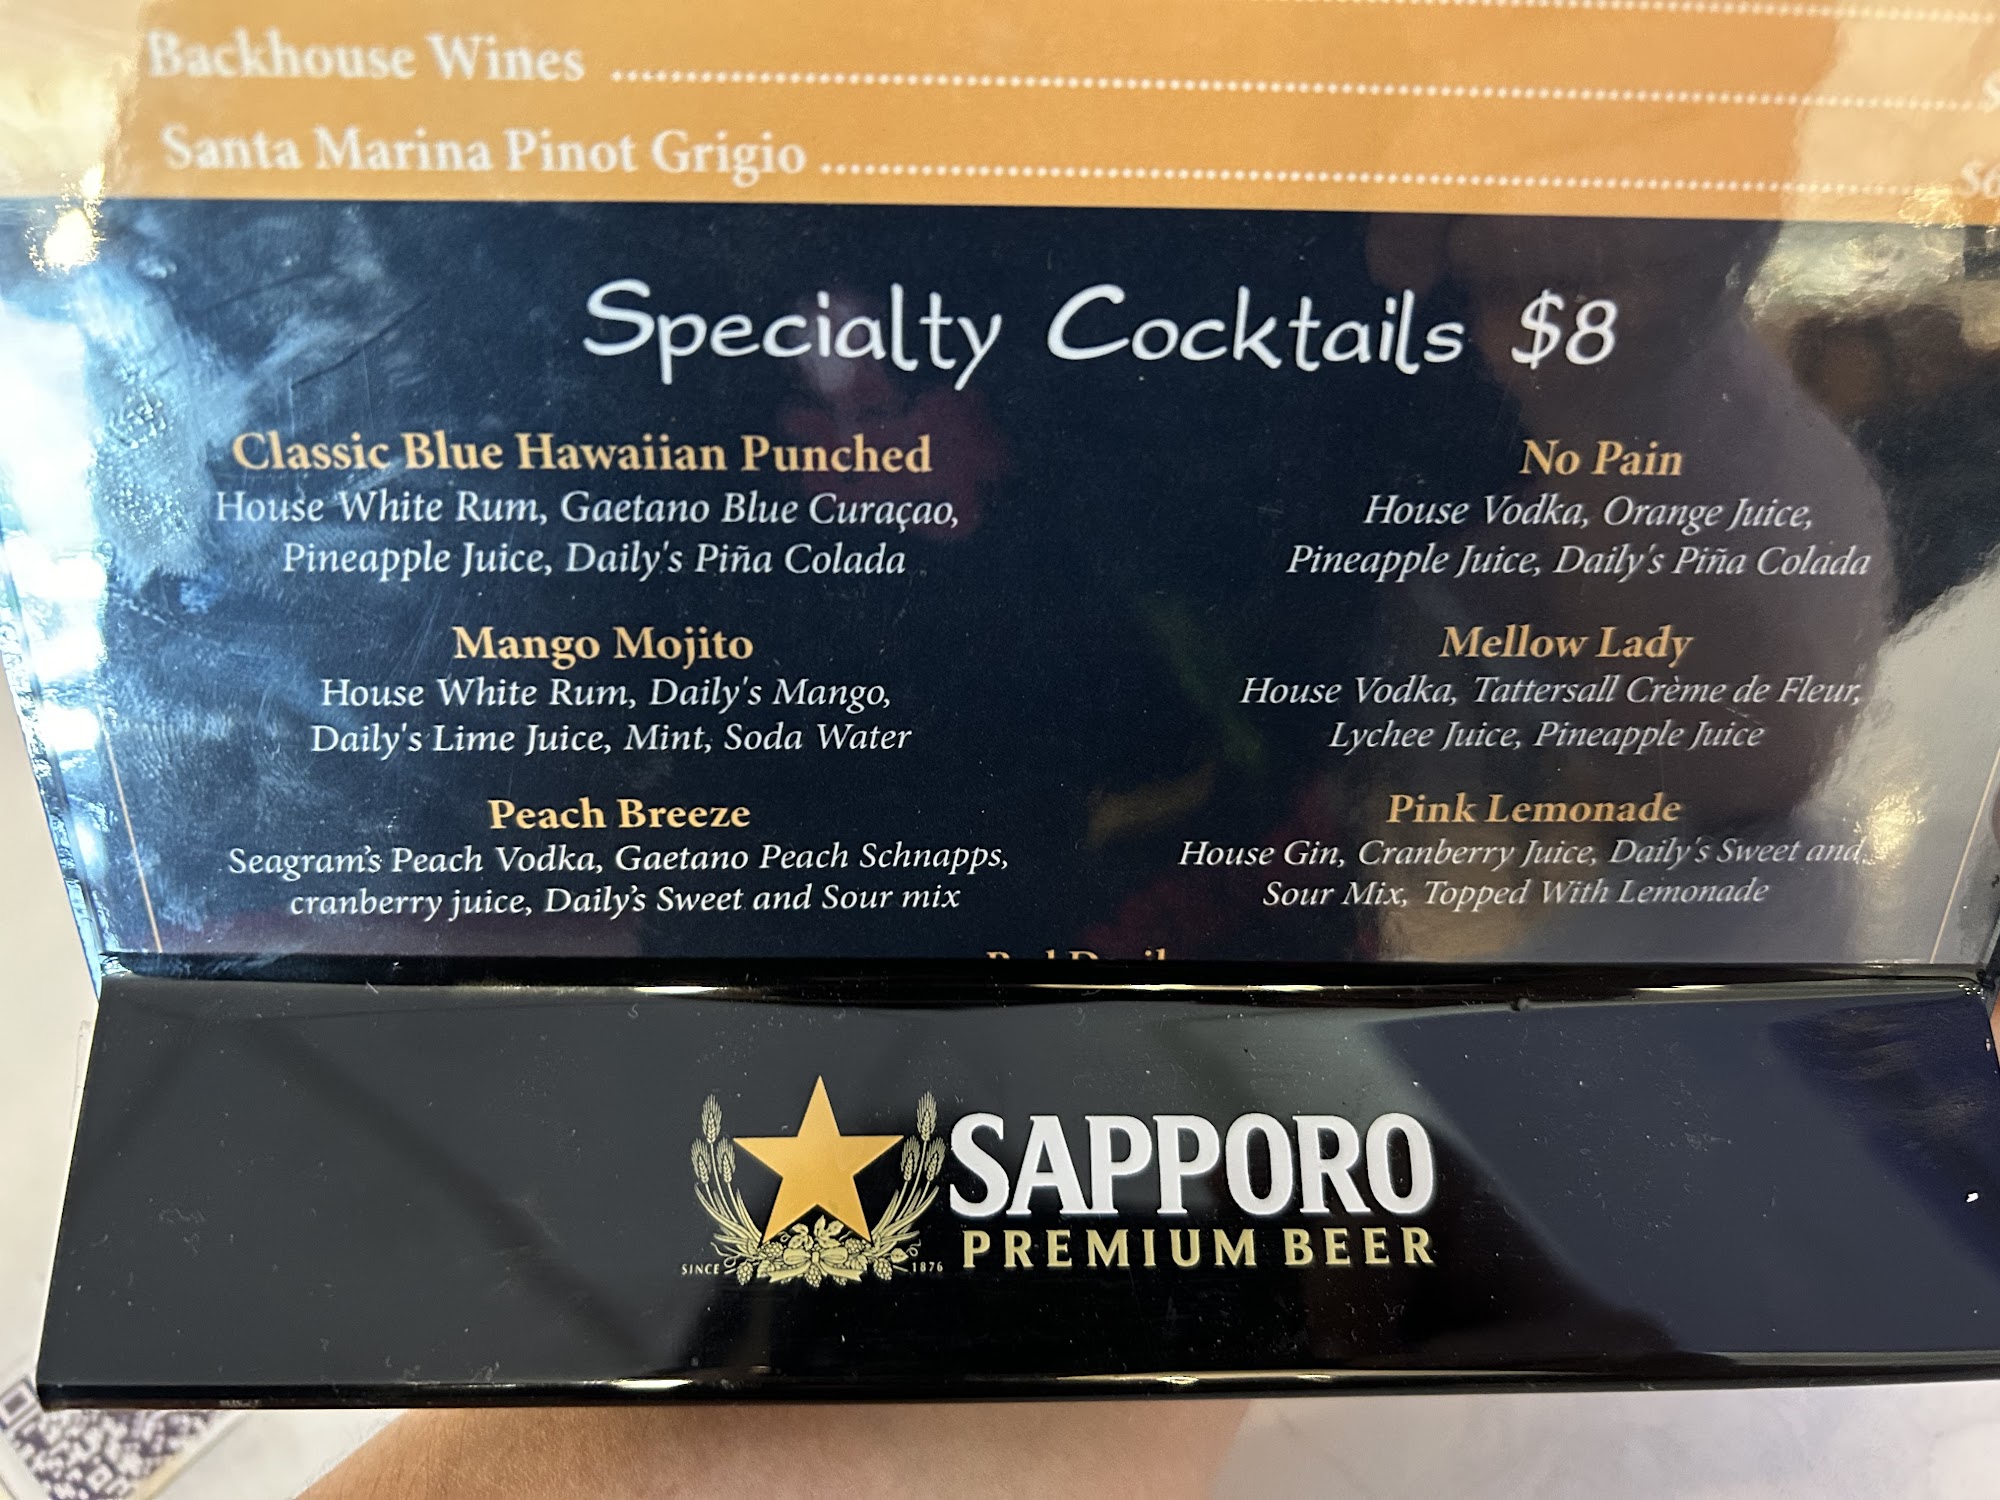 Backhouse Wines ........................ $
Santa Marina Pinot Grigio ........................ $6
Specialty Cocktails $8
Classic Blue Hawaiian Punched
House White Rum, Gaetano Blue Curaçao,
Pineapple Juice, Daily's Piña Colada
Mango Mojito
House White Rum, Daily's Mango,
Daily's Lime Juice, Mint, Soda Water
Peach Breeze
Seagram's Peach Vodka, Gaetano Peach Schnapps,
cranberry juice, Daily's Sweet and Sour mix
No Pain
House Vodka, Orange Juice,
Pineapple Juice, Daily's Piña Colada
Mellow Lady
House Vodka, Tattersall Crème de Fleur,
Lychee Juice, Pineapple Juice
Pink Lemonade
House Gin, Cranberry Juice, Daily's Sweet and
Sour Mix, Topped With Lemonade
SAPPORO
PREMIUM BEER
SINCE 1876